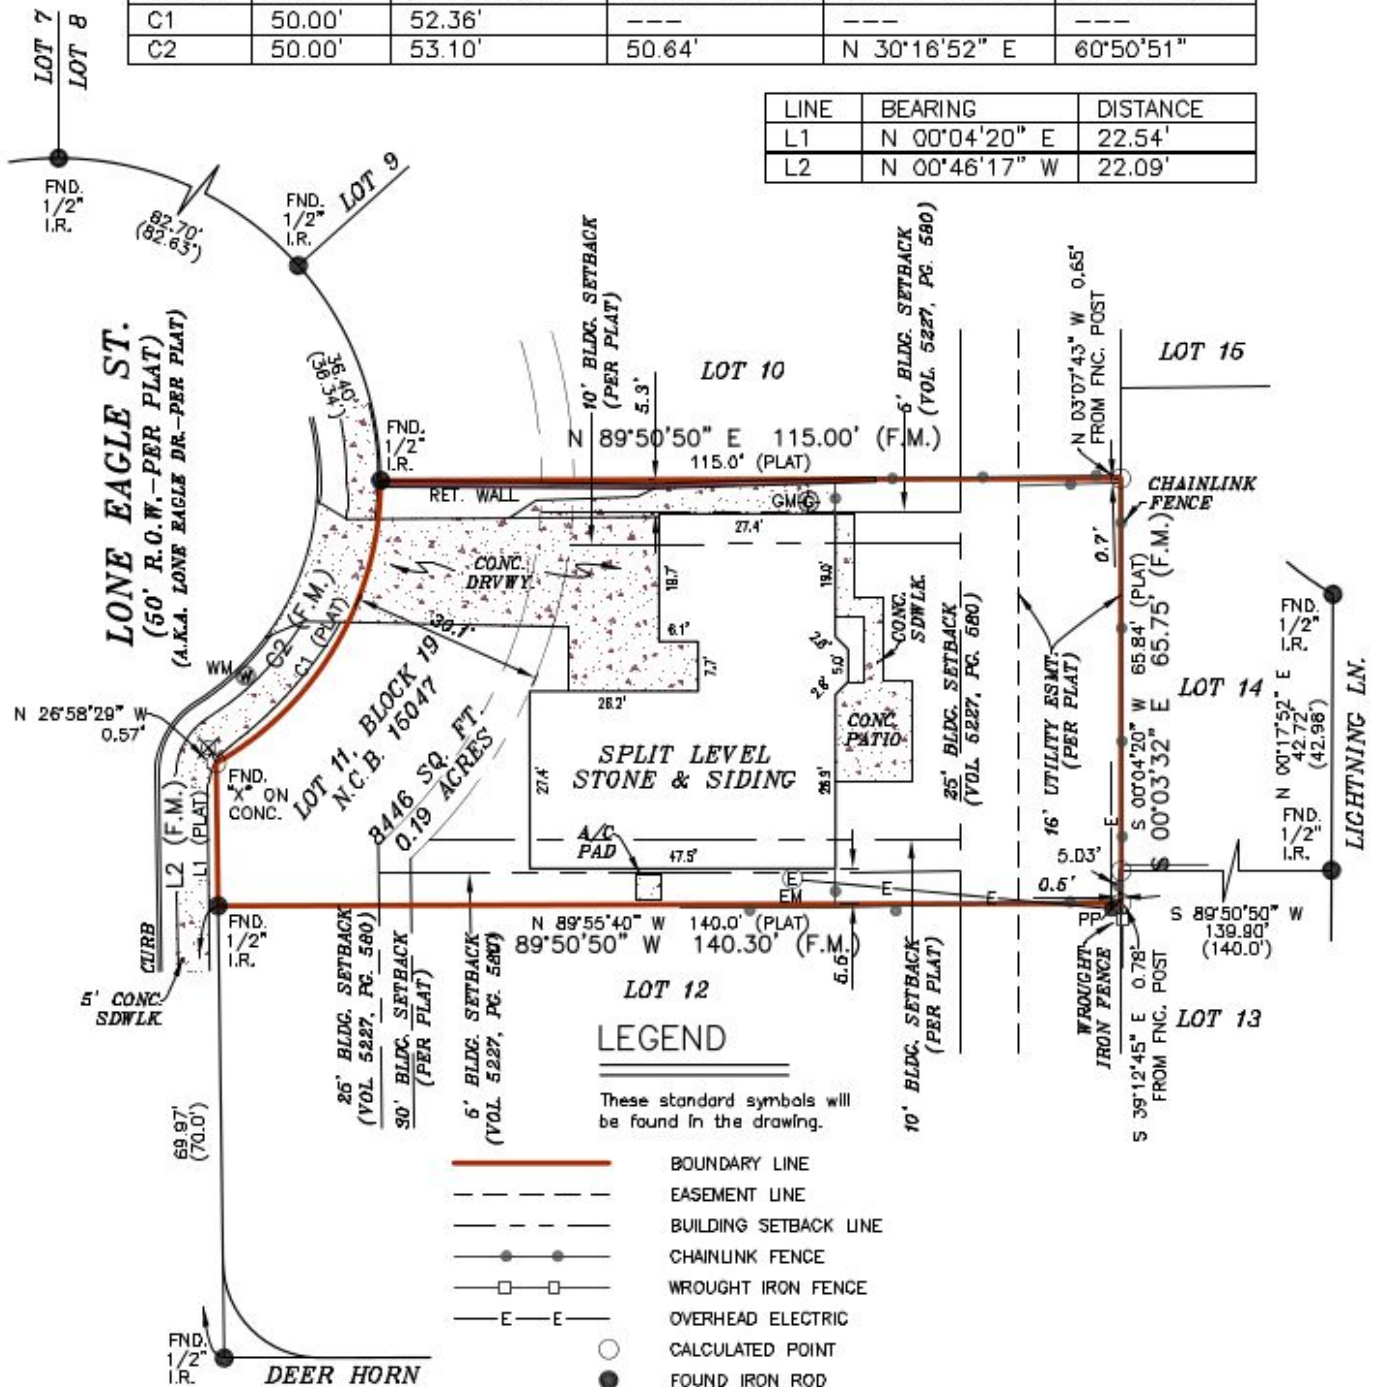 C1 50.00' 52.36' --- --- ---
C2 50.00' 53.10' 50.64' N 30°16'52" E 60°50'51"
LINE BEARING DISTANCE
L1 N 00°04'20" E 22.54'
L2 N 00°46'17" W 22.09'
LOT 7
LOT 8
FND.
1/2"
I.R.
82.70'
(82.63')
FND.
1/2"
I.R.
LOT 9
LONE EAGLE ST.
(50' R.O.W.-PER PLAT)
(A.K.A. LONE EAGLE DR.-PER PLAT)
36.40'
(36.34')
FND.
1/2"
I.R.
10' BLDG. SETBACK
(PER PLAT)
5.3'
LOT 10
5' BLDG. SETBACK
(VOL. 5227, PG. 580)
N 03°07'43" W 0.65'
FROM FNC. POST
LOT 15
N 89°50'50" E 115.00' (F.M.)
115.0' (PLAT)
RET. WALL
GM G
27.4'
CHAINLINK
FENCE
0.7'
CONC.
DRVWY
18.7'
19.0'
6.1'
7.7'
2.8'
5.0'
2.8'
CONC.
SDWLK.
CONC.
PATIO
30.1'
WM W
C2 (F.M.)
C1 (PLAT)
N 26°58'29" W
0.57'
FND.
"X" ON
CONC.
LOT 11, BLOCK 19
N.C.B. 15047
8446 SQ. FT.
0.19 ACRES
26.2'
27.4'
26.9'
SPLIT LEVEL
STONE & SIDING
A/C
PAD
47.5'
25' BLDG. SETBACK
(VOL 5227, PG. 580)
16' UTILITY ESMT.
(PER PLAT)
S 00°04'20" W 65.84' (PLAT)
S 00°03'32" E 65.75' (F.M.)
LOT 14
FND.
1/2"
I.R.
N 00°17'52" E
42.72'
(42.98')
FND.
1/2"
I.R.
LIGHTNING LN.
L2 (F.M.)
L1 (PLAT)
FND.
1/2"
I.R.
E
EM
E
E
E
5.03'
0.5'
PP
N 89°55'40" W 140.0' (PLAT)
89°50'50" W 140.30' (F.M.)
S 89°50'50" W
139.90'
(140.0')
CURB
5' CONC.
SDWLK.
25' BLDG. SETBACK
(VOL. 5227, PG. 580)
30' BLDG. SETBACK
(PER PLAT)
5' BLDG. SETBACK
(VOL. 5227, PG. 580)
LOT 12
5.6'
10' BLDG. SETBACK
(PER PLAT)
WROUGHT
IRON FENCE
S 39°12'45" E 0.78'
FROM FNC. POST
LOT 13
69.97'
(70.0')
FND.
1/2"
I.R.
DEER HORN
LEGEND
These standard symbols will
be found in the drawing.
BOUNDARY LINE
EASEMENT LINE
BUILDING SETBACK LINE
CHAINLINK FENCE
WROUGHT IRON FENCE
E E OVERHEAD ELECTRIC
CALCULATED POINT
FOUND IRON ROD